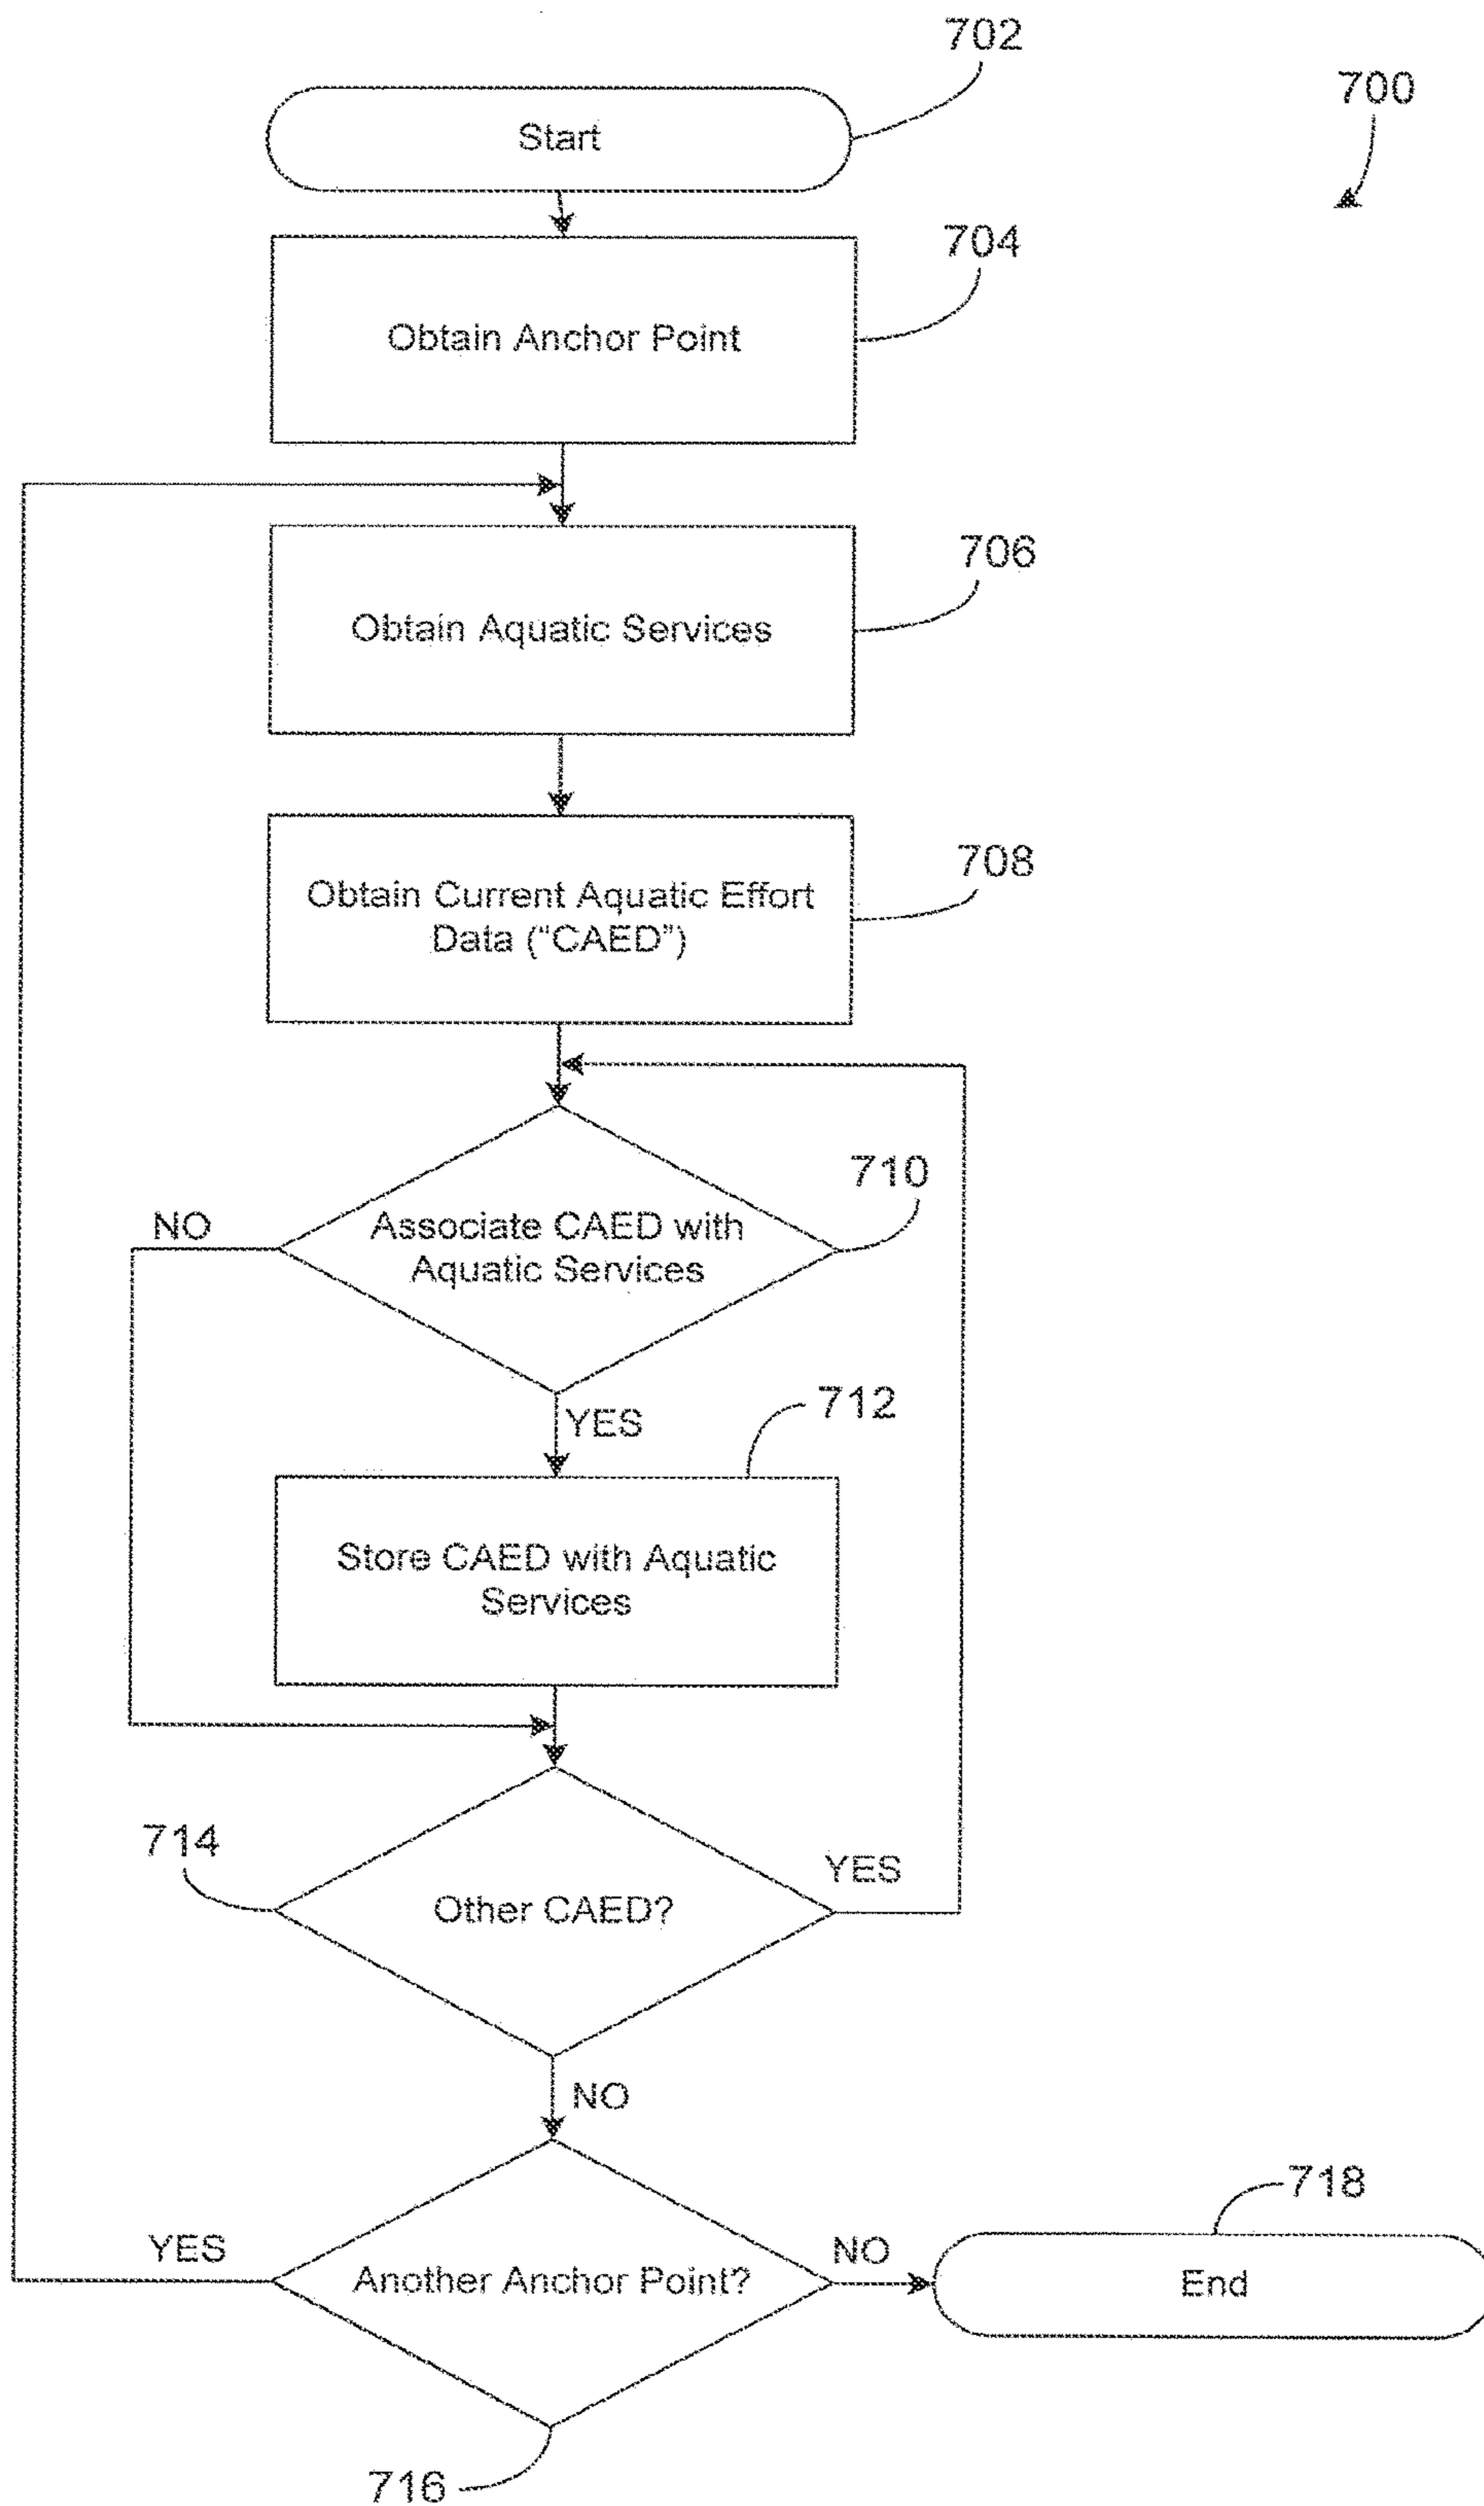 702
700
Start
704
Obtain Anchor Point
706
Obtain Aquatic Services
708
Obtain Current Aquatic Effort
Data (“CAED”)
710
NO
Associate CAED with
Aquatic Services
YES
712
Store CAED with Aquatic
Services
714
YES
Other CAED?
NO
718
YES
NO
Another Anchor Point?
End
716